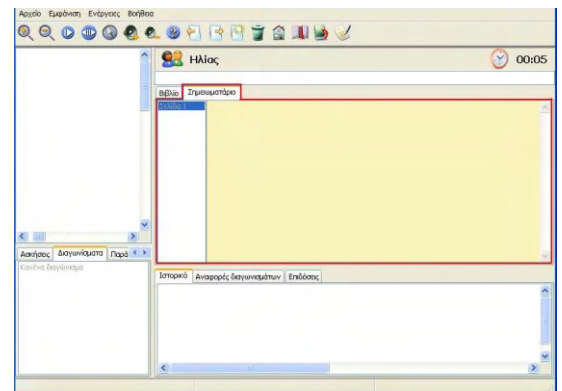 Αρχείο Εμφάνιση Ενέργειες Βοήθεια
Ηλίας
00:05
Βιβλίο Σημειωματάριο
Σελίδα 1
Ασκήσεις Διαγωνίσματα Παρά
Κανένα διαγώνισμα
Ιστορικό Αναφορές διαγωνισμάτων Επιδόσεις